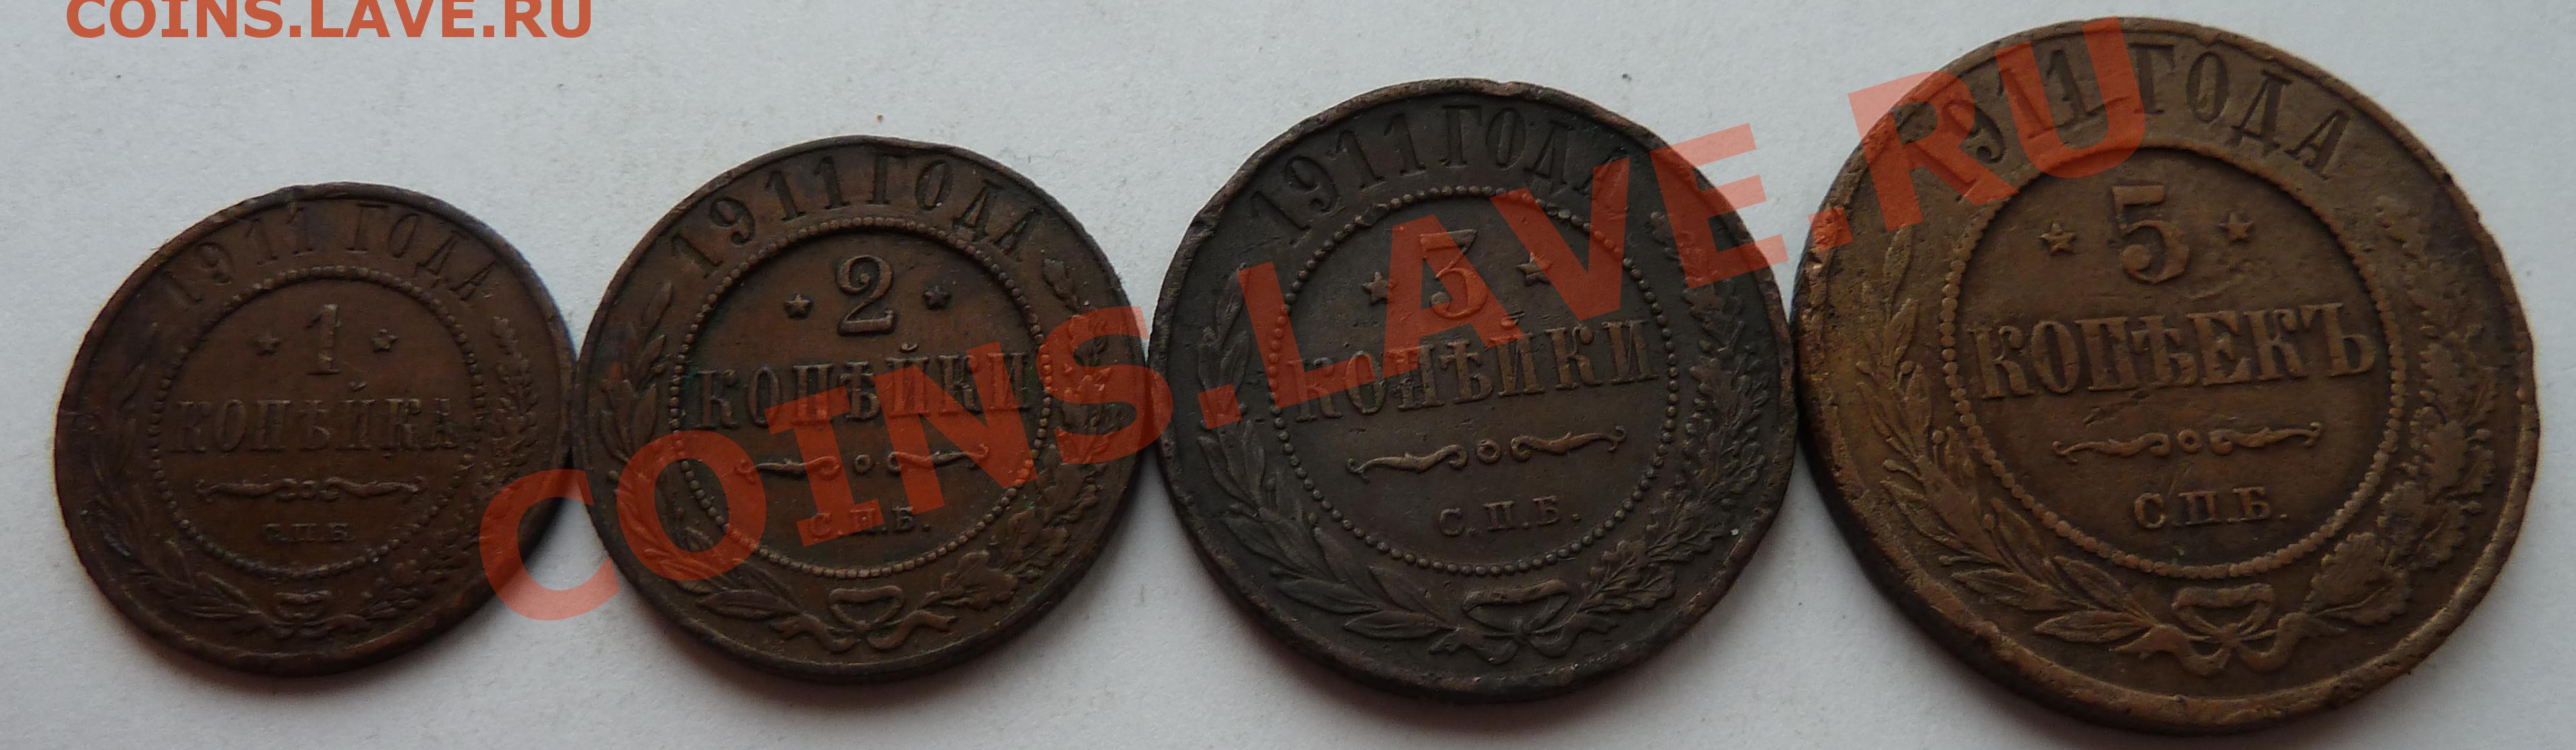 COINS.LAVE.RU
1911 ГОДА
1
КОПѢЙКА
С.П.Б.
1911 ГОДА
2
КОПѢЙКИ
С.П.Б.
1911 ГОДА
3
КОПѢЙКИ
С.П.Б.
1911 ГОДА
5
КОПѢЕКЪ
С.П.Б.
COINS.LAVE.RU